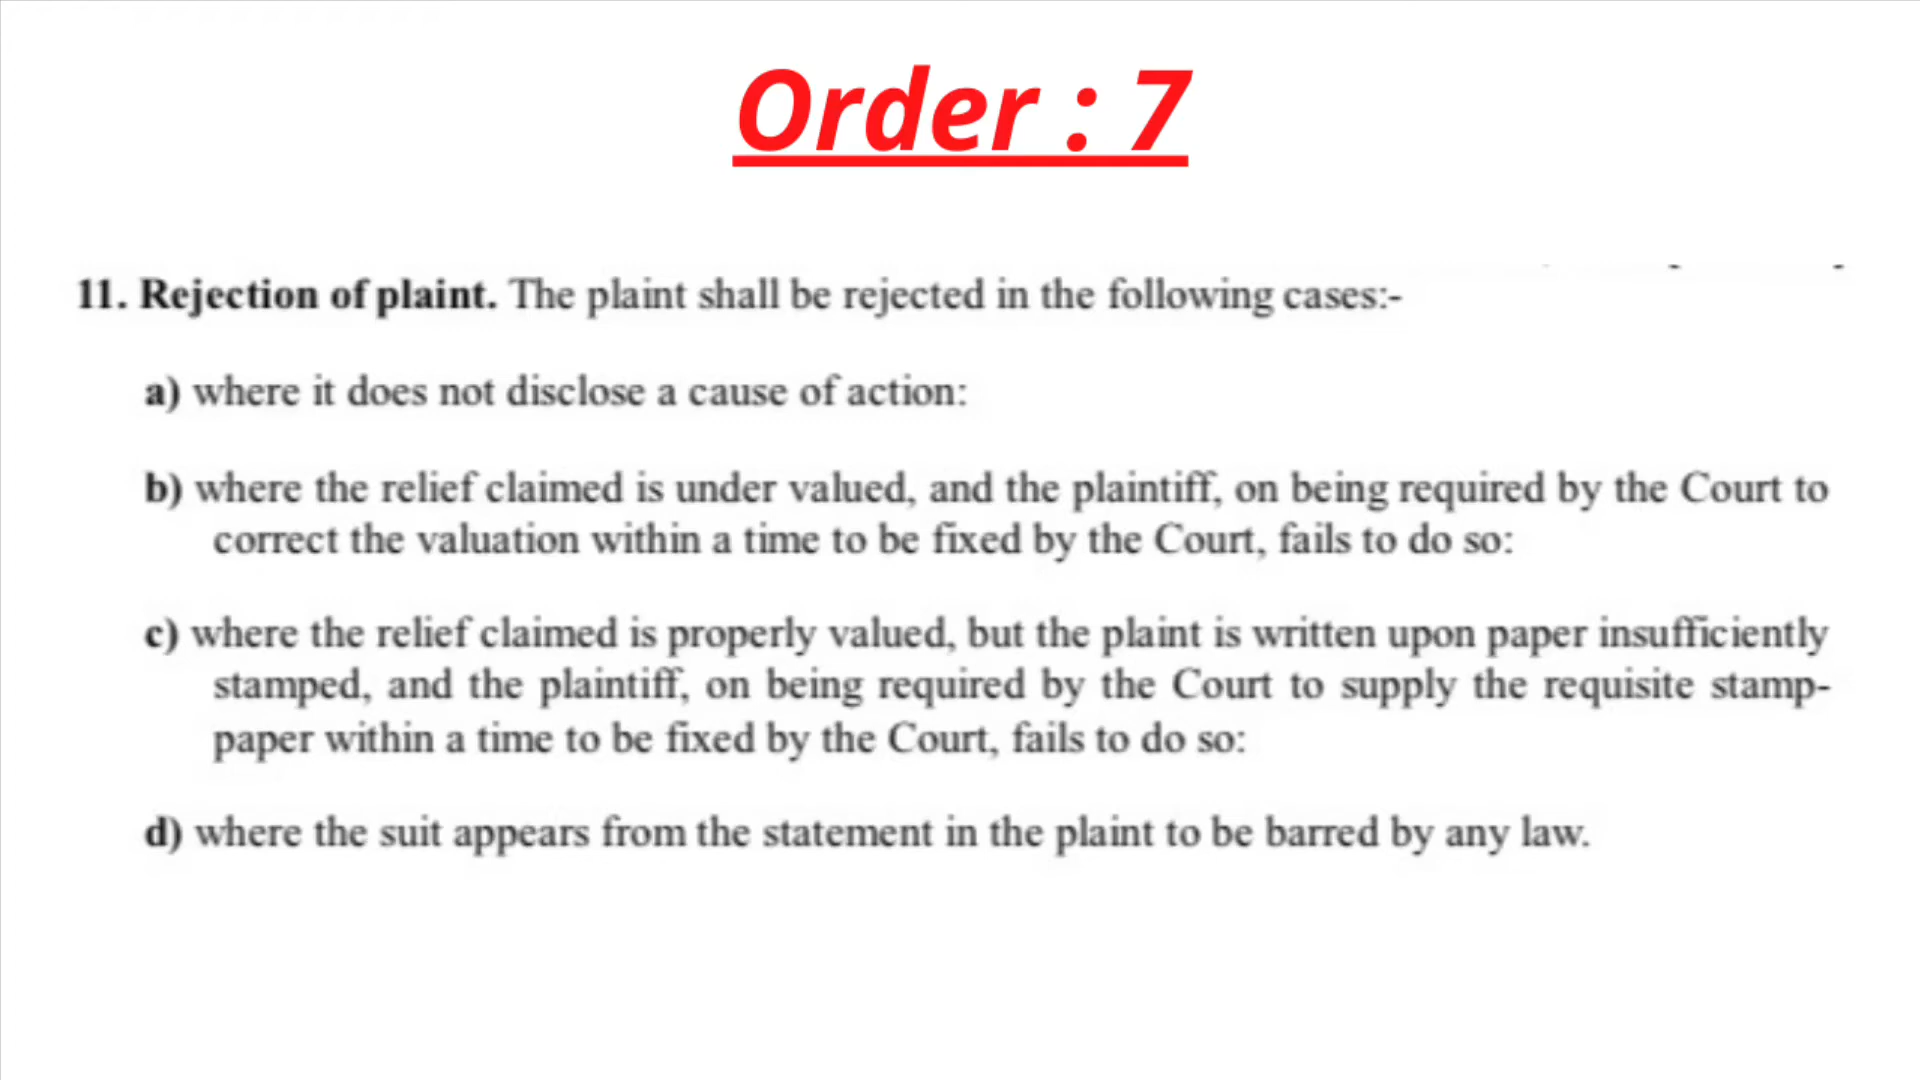 Order : 7
11. Rejection of plaint. The plaint shall be rejected in the following cases:-
a) where it does not disclose a cause of action:
b) where the relief claimed is under valued, and the plaintiff, on being required by the Court to
correct the valuation within a time to be fixed by the Court, fails to do so:
c) where the relief claimed is properly valued, but the plaint is written upon paper insufficiently
stamped, and the plaintiff, on being required by the Court to supply the requisite stamp-
paper within a time to be fixed by the Court, fails to do so:
d) where the suit appears from the statement in the plaint to be barred by any law.